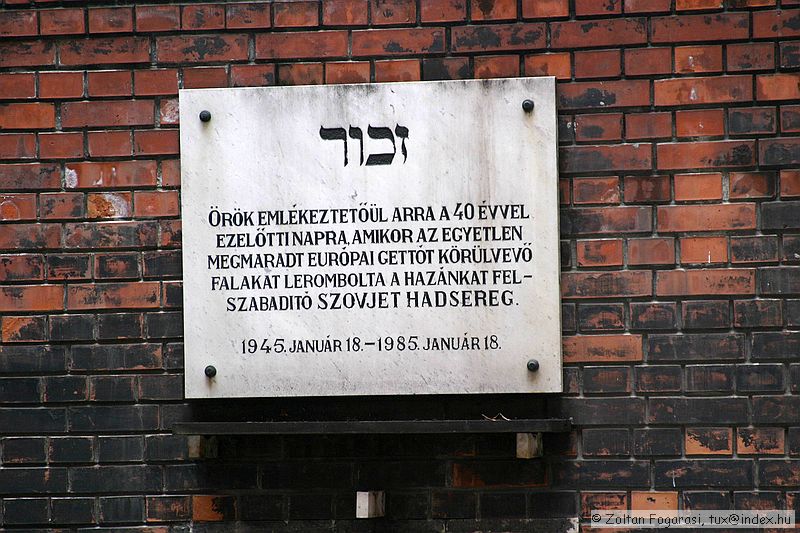 זכור
ÖRÖK EMLÉKEZTETŐÜL ARRA A 40 ÉVVEL
EZELŐTTI NAPRA, AMIKOR AZ EGYETLEN
MEGMARADT EURÓPAI GETTÓT KÖRÜLVEVŐ
FALAKAT LEROMBOLTA A HAZÁNKAT FEL-
SZABADITÓ SZOVJET HADSEREG.
1945. JANUÁR 18.–1985. JANUÁR 18.
© Zoltan Fogarasi, tux@index.hu